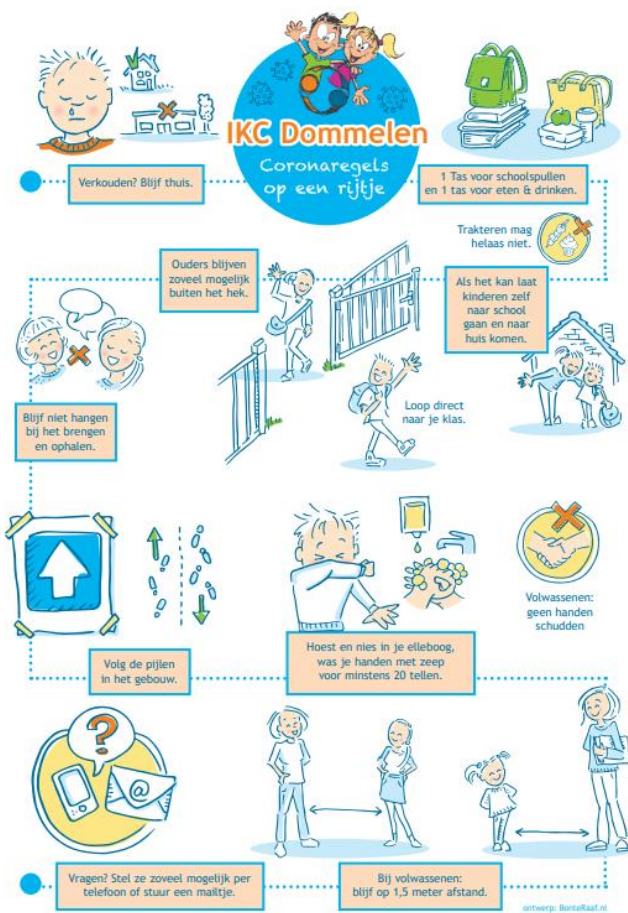 IKC Dommelen
Coronaregels
op een rijtje
Verkouden? Blijf thuis.
1 Tas voor schoolspullen
en 1 tas voor eten & drinken.
Trakteren mag
helaas niet.
Als het kan laat
kinderen zelf
naar school
gaan en naar
huis komen.
Ouders blijven
zoveel mogelijk
buiten het hek.
Loop direct
naar je klas.
Blijf niet hangen
bij het brengen
en ophalen.
Volg de pijlen
in het gebouw.
Hoest en nies in je elleboog,
was je handen met zeep
voor minstens 20 tellen.
Volwassenen:
geen handen
schudden
?
@
Vragen? Stel ze zoveel mogelijk per
telefoon of stuur een mailtje.
Bij volwassenen:
blijf op 1,5 meter afstand.
ontwerp: BonteRaaf.nl